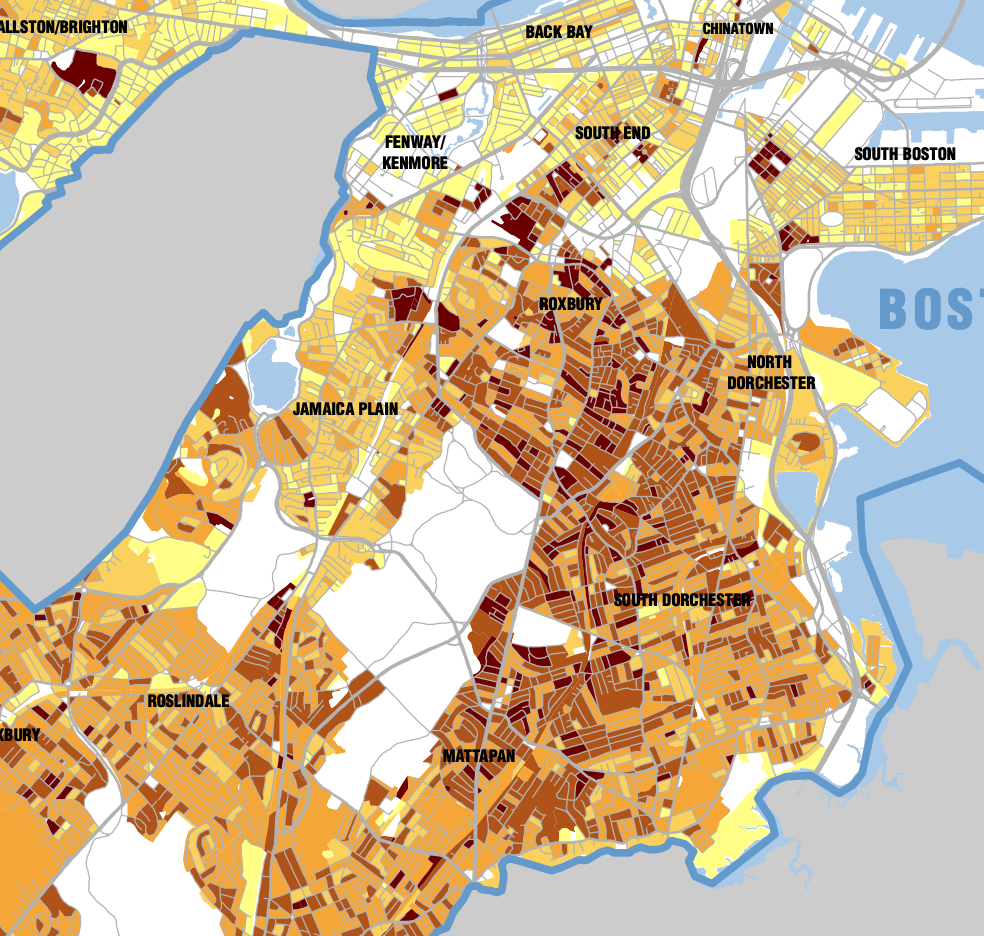 ALLSTON/BRIGHTON
BACK BAY
CHINATOWN
FENWAY/
KENMORE
SOUTH END
SOUTH BOSTON
ROXBURY
BOST
NORTH
DORCHESTER
JAMAICA PLAIN
SOUTH DORCHESTER
ROSLINDALE
XBURY
MATTAPAN